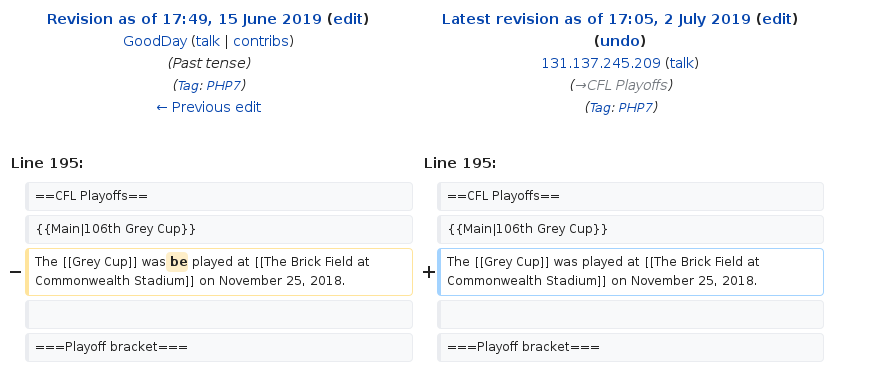 Revision as of 17:49, 15 June 2019 (edit)
GoodDay (talk | contribs)
(Past tense)
(Tag: PHP7)
← Previous edit
Latest revision as of 17:05, 2 July 2019 (edit)
(undo)
131.137.245.209 (talk)
(→CFL Playoffs)
(Tag: PHP7)
Line 195:
Line 195:
==CFL Playoffs==
==CFL Playoffs==
{{Main|106th Grey Cup}}
{{Main|106th Grey Cup}}
− The [[Grey Cup]] was be played at [[The Brick Field at
Commonwealth Stadium]] on November 25, 2018.
+ The [[Grey Cup]] was played at [[The Brick Field at
Commonwealth Stadium]] on November 25, 2018.
===Playoff bracket===
===Playoff bracket===